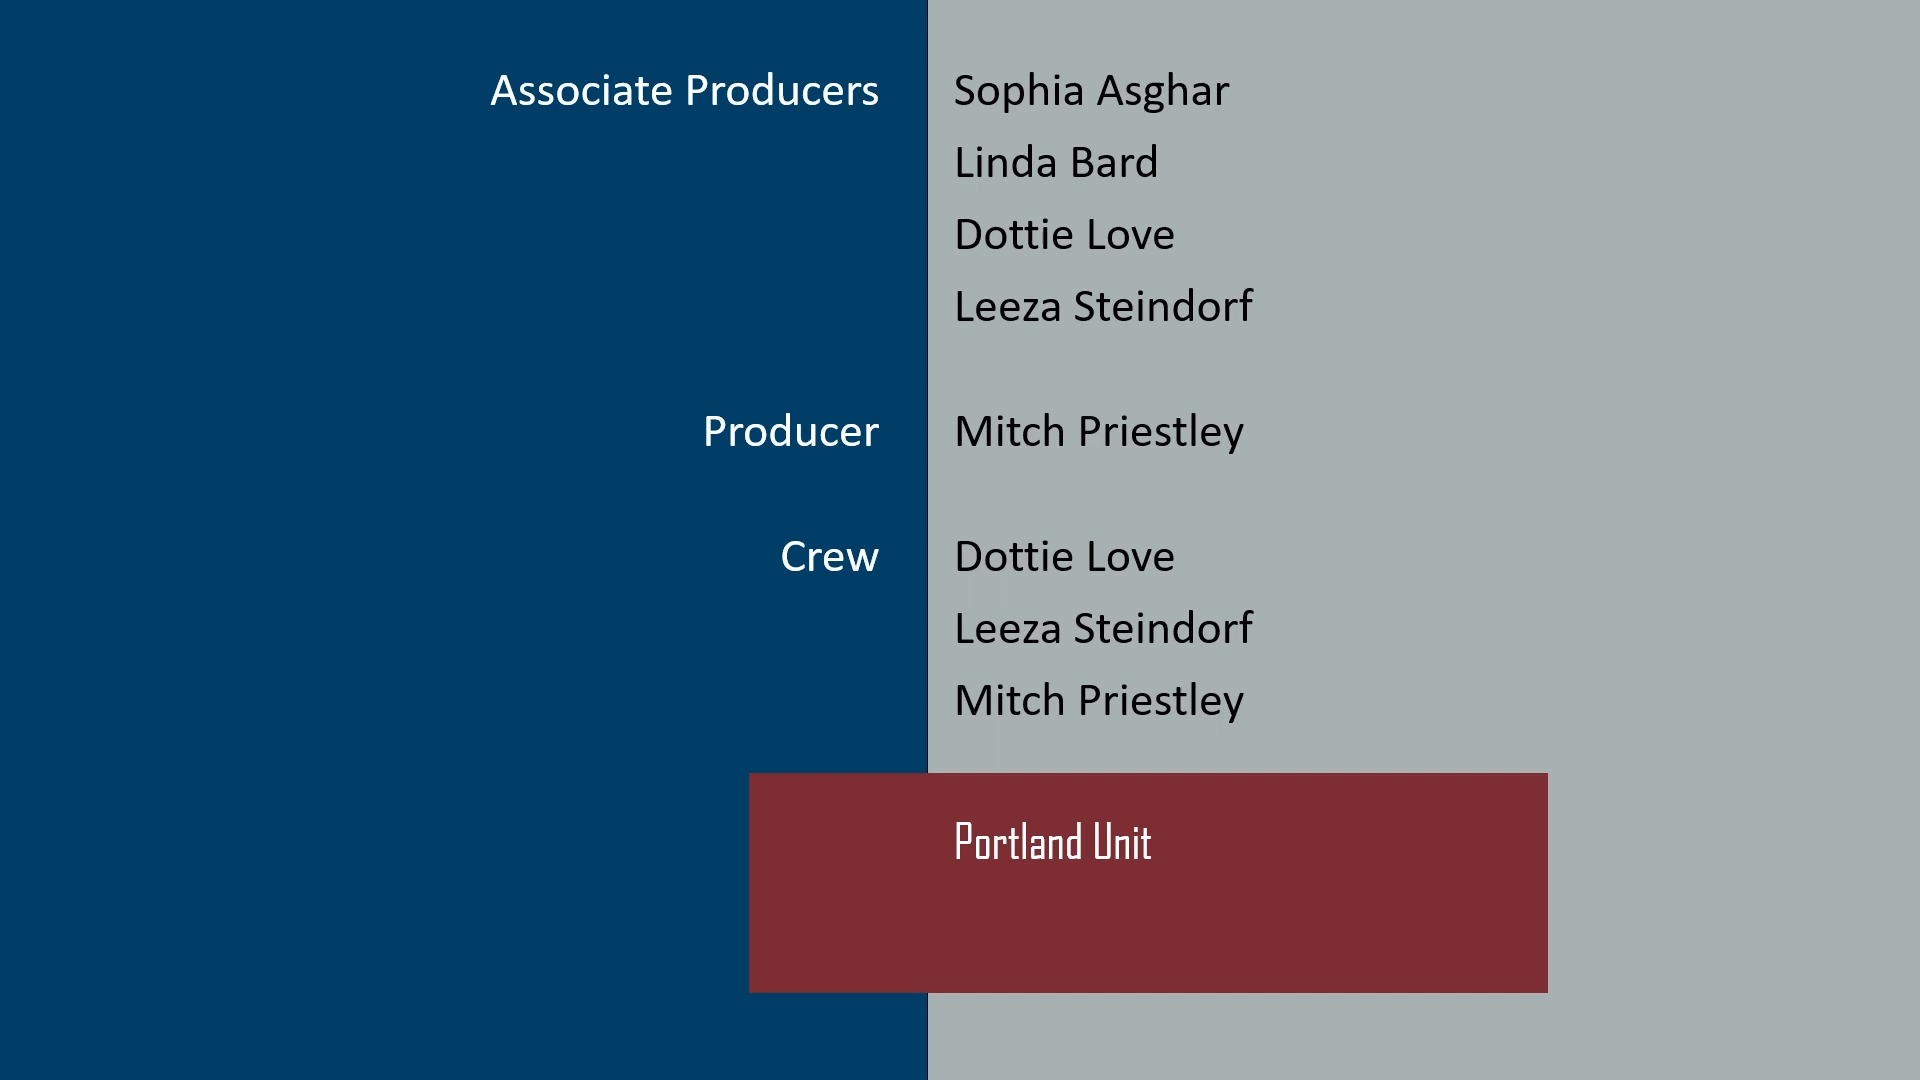 Associate Producers Sophia Asghar
Linda Bard
Dottie Love
Leeza Steindorf
Producer Mitch Priestley
Crew Dottie Love
Leeza Steindorf
Mitch Priestley
Portland Unit